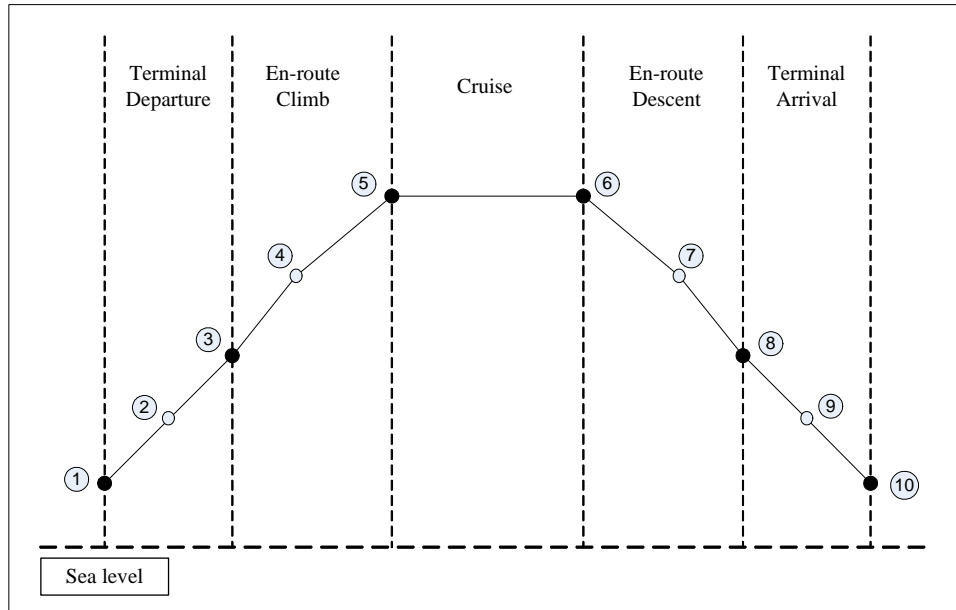 Terminal
Departure
En-route
Climb
Cruise
En-route
Descent
Terminal
Arrival
5
6
4
7
3
8
2
9
1
10
Sea level